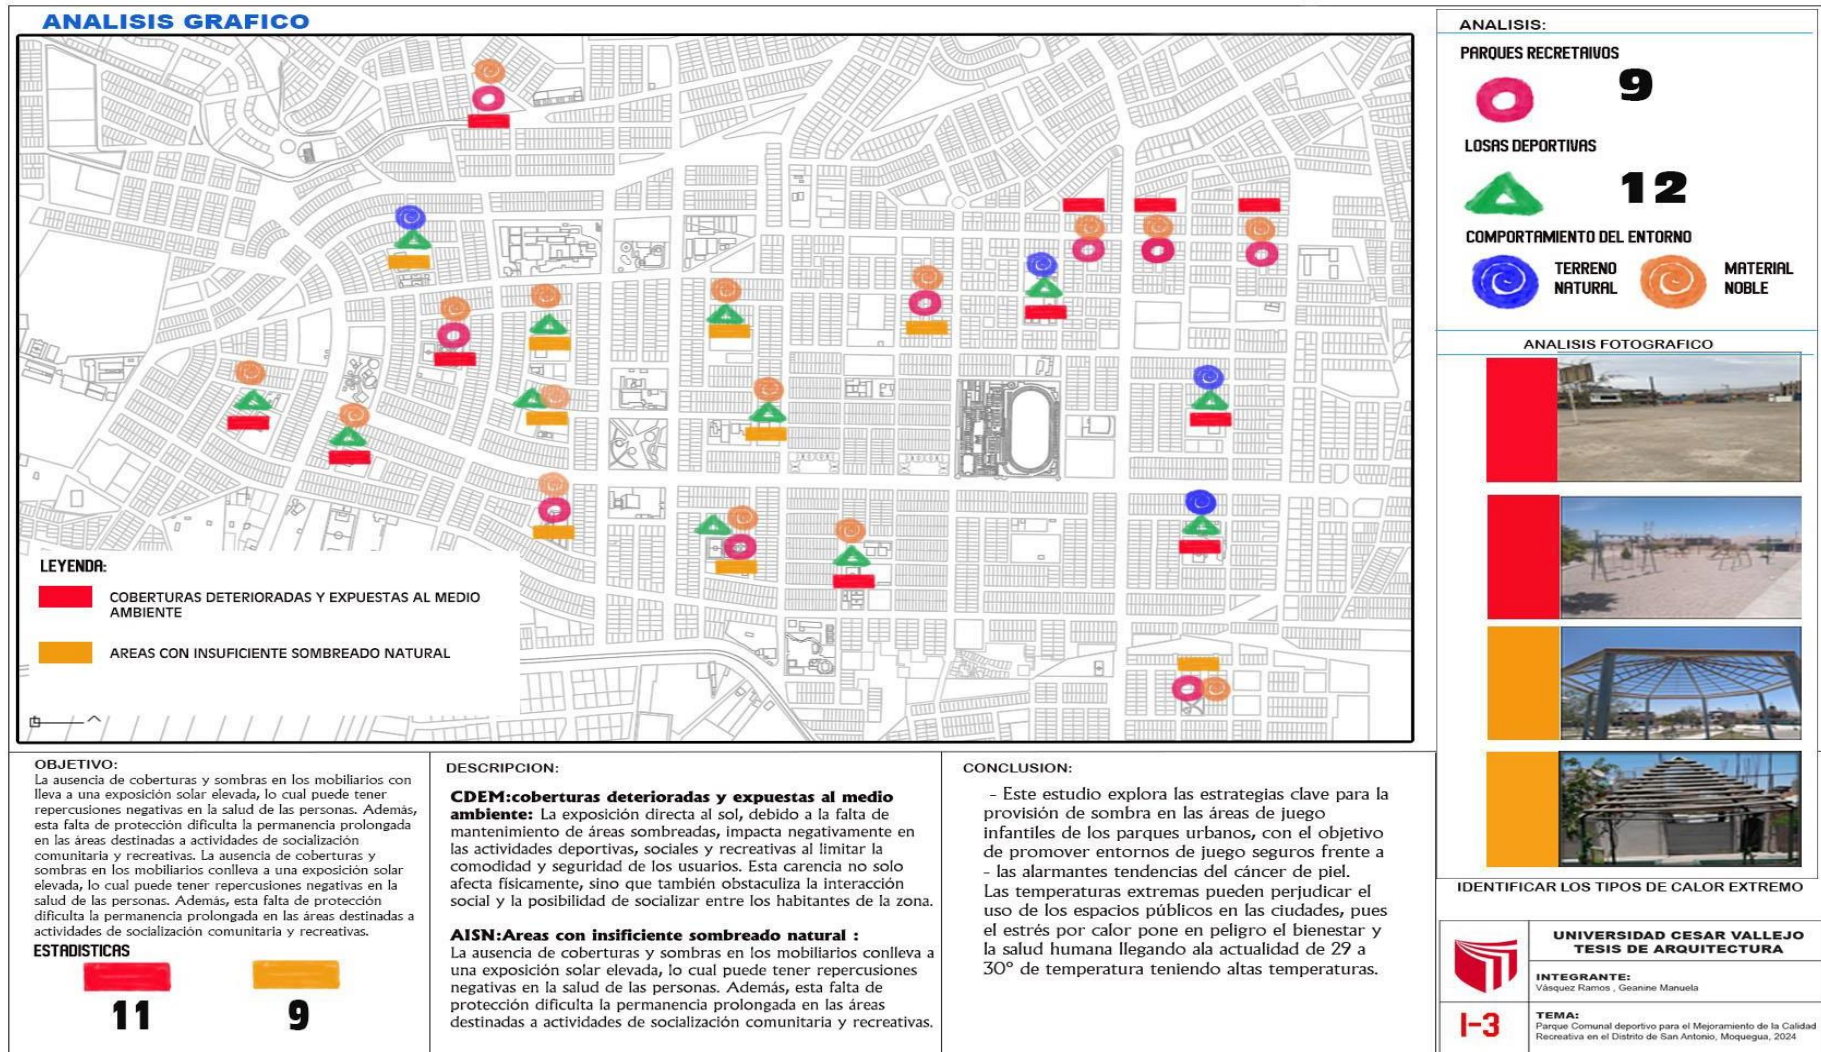 ANALISIS GRAFICO
LEYENDA:
COBERTURAS DETERIORADAS Y EXPUESTAS AL MEDIO
AMBIENTE
AREAS CON INSUFICIENTE SOMBREADO NATURAL
ANALISIS:
PARQUES RECRETAIVOS
9
LOSAS DEPORTIVAS
12
COMPORTAMIENTO DEL ENTORNO
TERRENO
NATURAL
MATERIAL
NOBLE
ANALISIS FOTOGRAFICO
IDENTIFICAR LOS TIPOS DE CALOR EXTREMO
OBJETIVO:
La ausencia de coberturas y sombras en los mobiliarios con
lleva a una exposición solar elevada, lo cual puede tener
repercusiones negativas en la salud de las personas. Además,
esta falta de protección dificulta la permanencia prolongada
en las áreas destinadas a actividades de socialización
comunitaria y recreativas. La ausencia de coberturas y
sombras en los mobiliarios conlleva a una exposición solar
elevada, lo cual puede tener repercusiones negativas en la
salud de las personas. Además, esta falta de protección
dificulta la permanencia prolongada en las áreas destinadas a
actividades de socialización comunitaria y recreativas.
ESTADISTICAS
11
9
DESCRIPCION:
CDEM:coberturas deterioradas y expuestas al medio
ambiente: La exposición directa al sol, debido a la falta de
mantenimiento de áreas sombreadas, impacta negativamente en
las actividades deportivas, sociales y recreativas al limitar la
comodidad y seguridad de los usuarios. Esta carencia no solo
afecta físicamente, sino que también obstaculiza la interacción
social y la posibilidad de socializar entre los habitantes de la zona.
AISN:Areas con insificiente sombreado natural :
La ausencia de coberturas y sombras en los mobiliarios conlleva a
una exposición solar elevada, lo cual puede tener repercusiones
negativas en la salud de las personas. Además, esta falta de
protección dificulta la permanencia prolongada en las áreas
destinadas a actividades de socialización comunitaria y recreativas.
CONCLUSION:
- Este estudio explora las estrategias clave para la
provisión de sombra en las áreas de juego
infantiles de los parques urbanos, con el objetivo
de promover entornos de juego seguros frente a
- las alarmantes tendencias del cáncer de piel.
Las temperaturas extremas pueden perjudicar el
uso de los espacios públicos en las ciudades, pues
el estrés por calor pone en peligro el bienestar y
la salud humana llegando ala actualidad de 29 a
30° de temperatura teniendo altas temperaturas.
UNIVERSIDAD CESAR VALLEJO
TESIS DE ARQUITECTURA
INTEGRANTE:
Vásquez Ramos , Geanine Manuela
I-3
TEMA:
Parque Comunal deportivo para el Mejoramiento de la Calidad
Recreativa en el Distrito de San Antonio, Moquegua, 2024